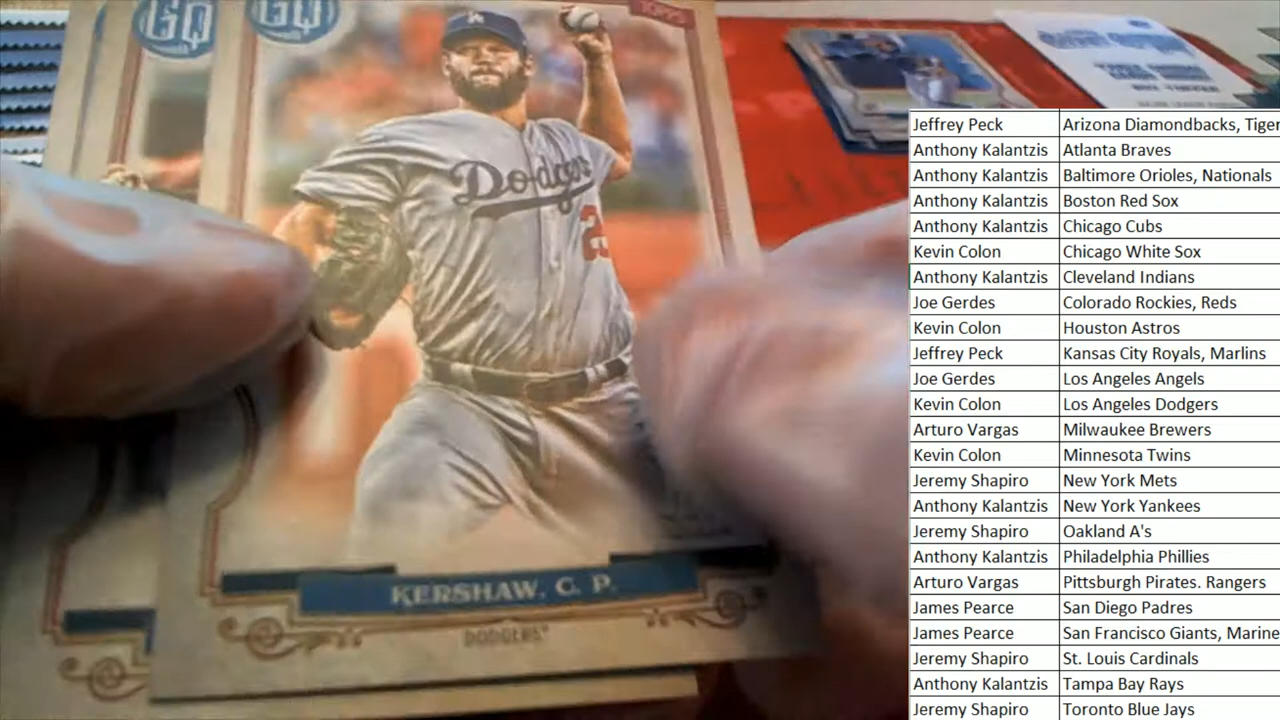 GQ
GQ
TOPPS
LA
Dodgers
2
KERSHAW, C. P.
DODGERS
Jeffrey Peck Arizona Diamondbacks, Tiger
Anthony Kalantzis Atlanta Braves
Anthony Kalantzis Baltimore Orioles, Nationals
Anthony Kalantzis Boston Red Sox
Anthony Kalantzis Chicago Cubs
Kevin Colon Chicago White Sox
Anthony Kalantzis Cleveland Indians
Joe Gerdes Colorado Rockies, Reds
Kevin Colon Houston Astros
Jeffrey Peck Kansas City Royals, Marlins
Joe Gerdes Los Angeles Angels
Kevin Colon Los Angeles Dodgers
Arturo Vargas Milwaukee Brewers
Kevin Colon Minnesota Twins
Jeremy Shapiro New York Mets
Anthony Kalantzis New York Yankees
Jeremy Shapiro Oakland A's
Anthony Kalantzis Philadelphia Phillies
Arturo Vargas Pittsburgh Pirates. Rangers
James Pearce San Diego Padres
James Pearce San Francisco Giants, Marine
Jeremy Shapiro St. Louis Cardinals
Anthony Kalantzis Tampa Bay Rays
Jeremy Shapiro Toronto Blue Jays